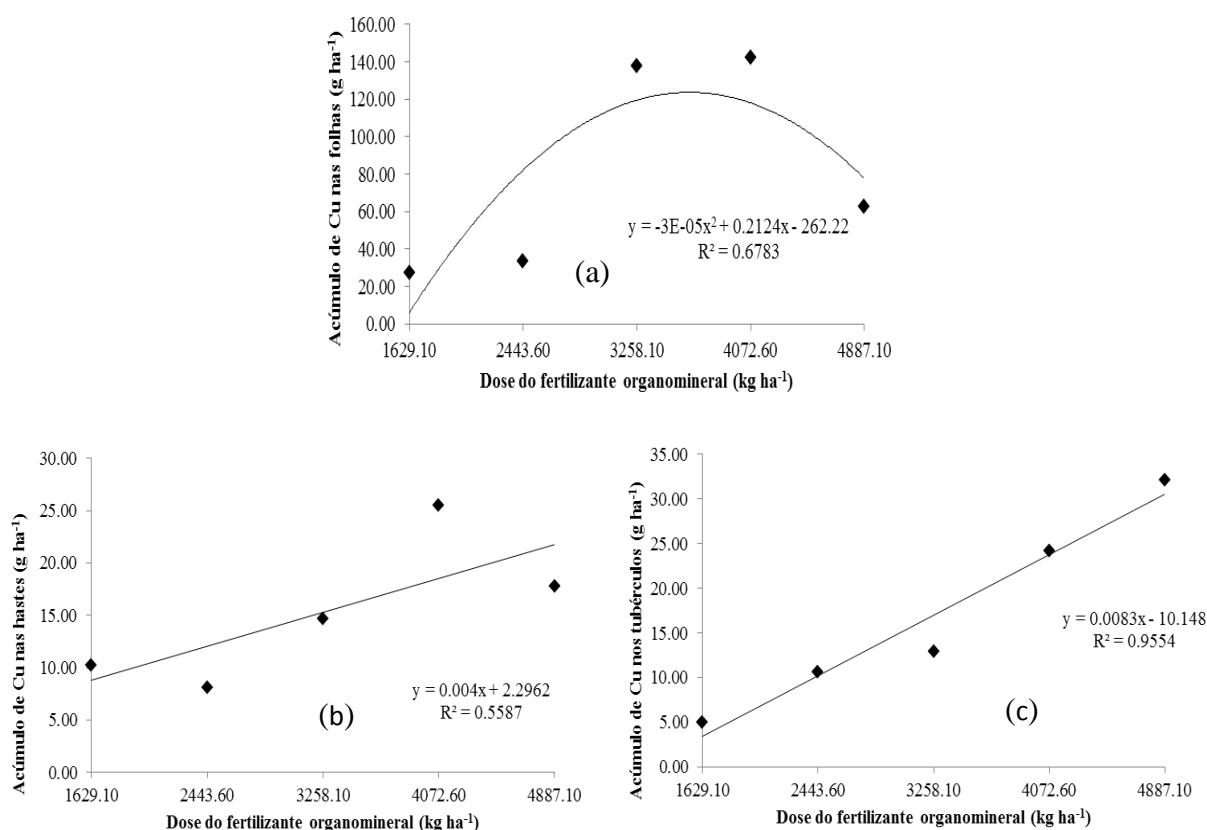 Acúmulo de Cu nas folhas (g ha⁻¹)
160.00
140.00
120.00
100.00
80.00
60.00
40.00
20.00
0.00
y = -3E-05x² + 0.2124x - 262.22
R² = 0.6783
(a)
1629.10 2443.60 3258.10 4072.60 4887.10
Dose do fertilizante organomineral (kg ha⁻¹)
Acúmulo de Cu nas hastes (g ha⁻¹)
30.00
25.00
20.00
15.00
10.00
5.00
0.00
y = 0.004x + 2.2962
R² = 0.5587
(b)
1629.10 2443.60 3258.10 4072.60 4887.10
Dose do fertilizante organomineral (kg ha⁻¹)
Acúmulo de Cu nos tubérculos (g ha⁻¹)
35.00
30.00
25.00
20.00
15.00
10.00
5.00
0.00
y = 0.0083x - 10.148
R² = 0.9554
(c)
1629.10 2443.60 3258.10 4072.60 4887.10
Dose do fertilizante organomineral (kg ha⁻¹)